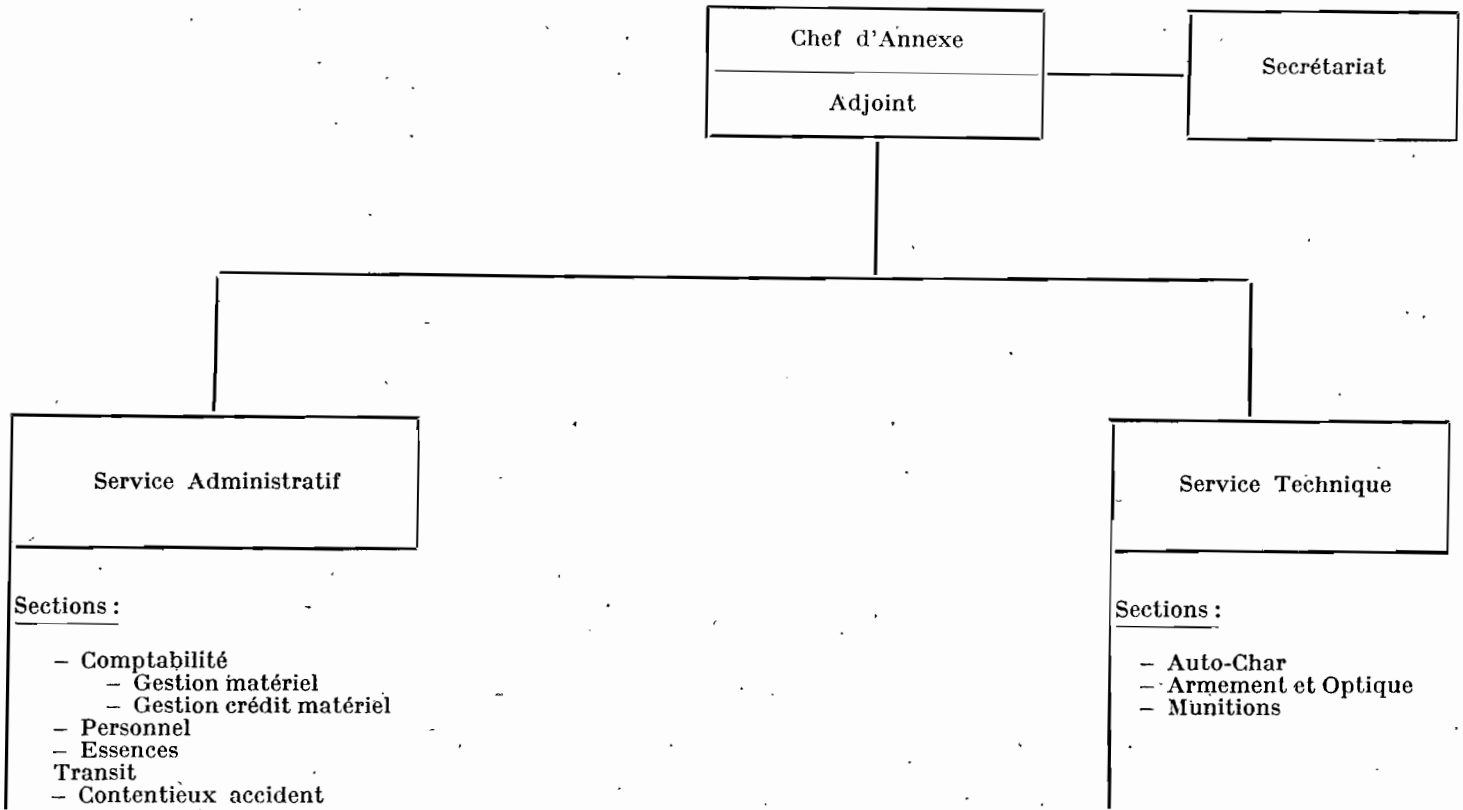 Chef d'Annexe
Adjoint
Secrétariat
Service Administratif
Service Technique
Sections :
– Comptabilité
– Gestion matériel
– Gestion crédit matériel
– Personnel
– Essences
Transit
– Contentieux accident
Sections :
– Auto-Char
– Armement et Optique
– Munitions